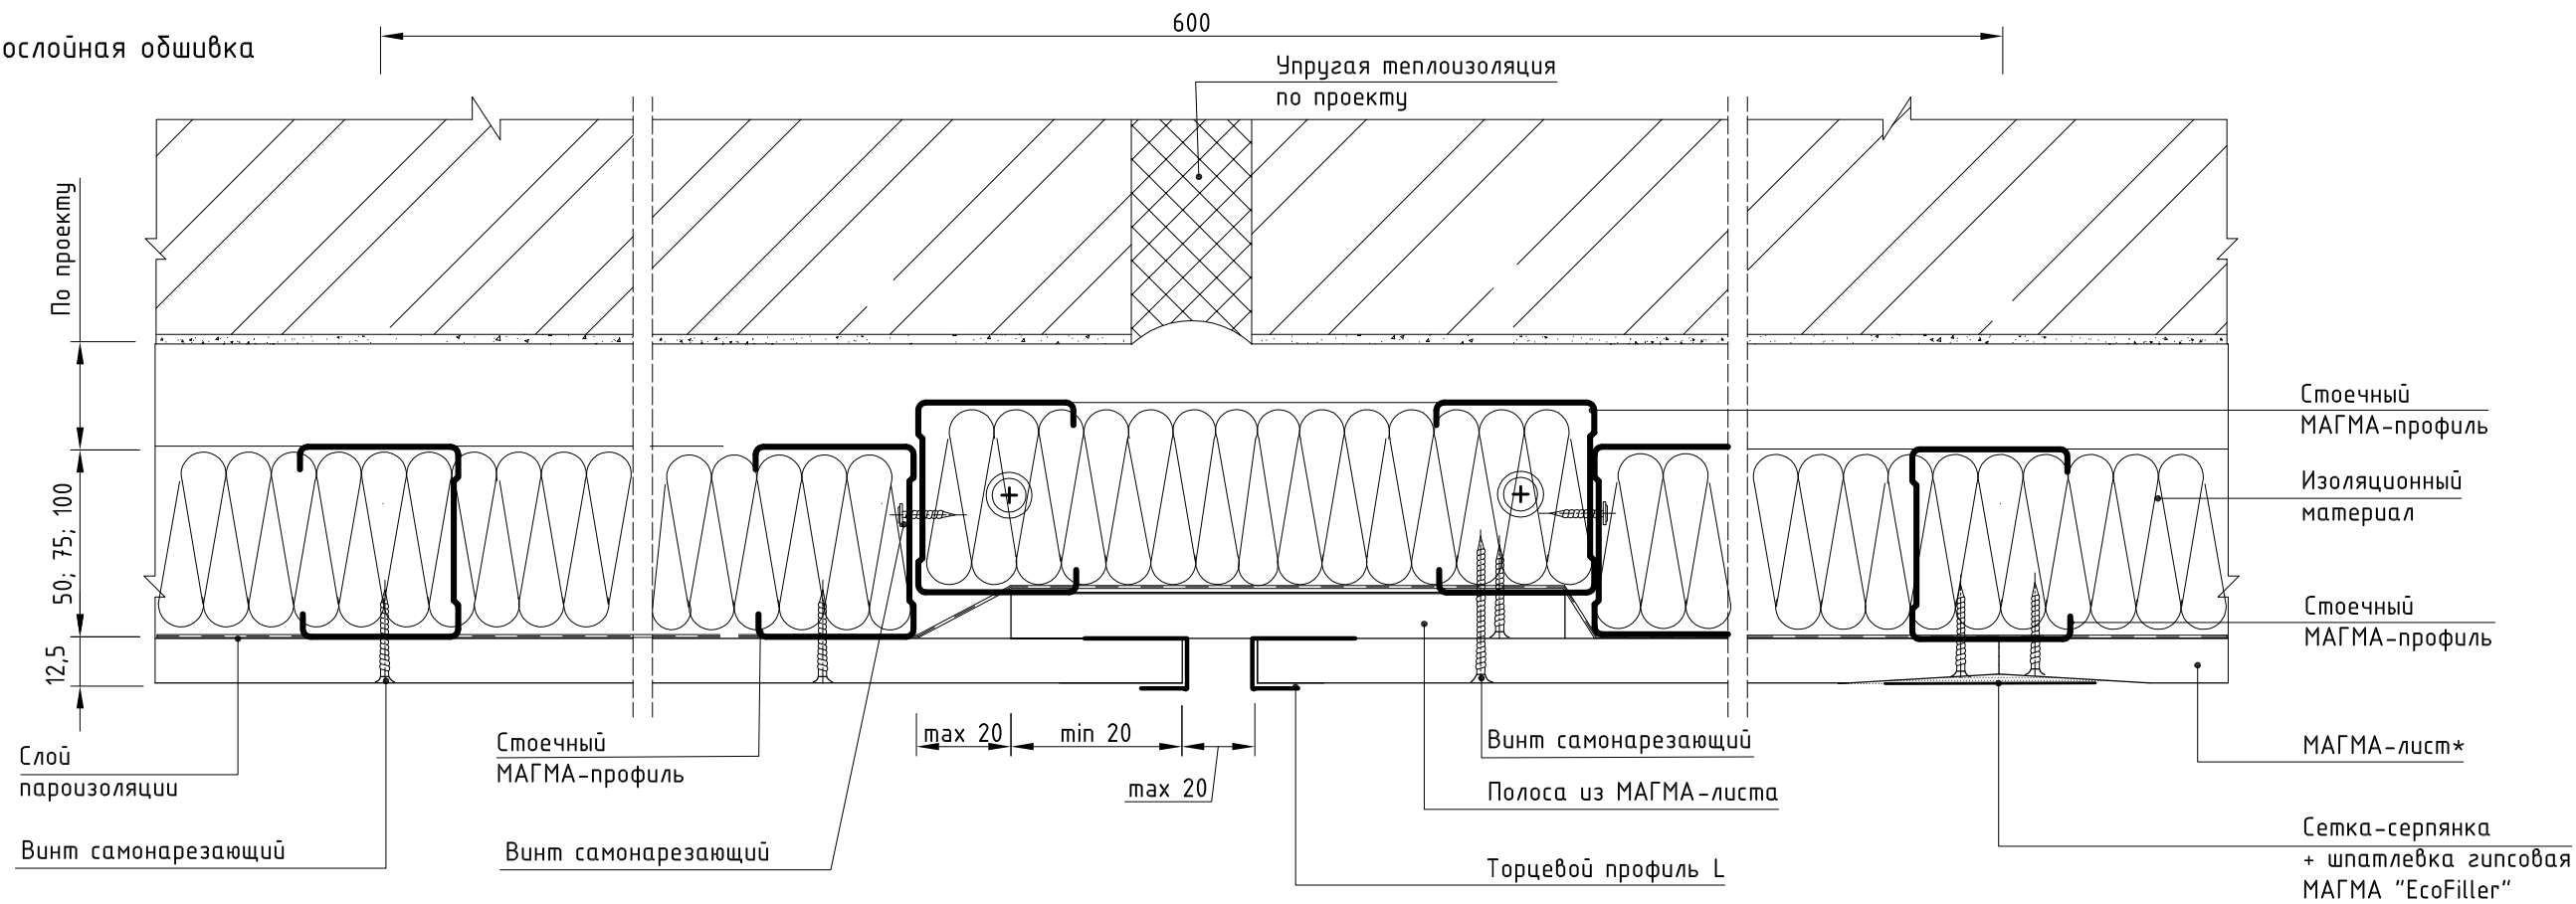 600
ослойная обшивка
Упругая теплоизоляция
по проекту
По проекту
50; 75; 100
12,5
Стоечный
МАГМА-профиль
Изоляционный
материал
Стоечный
МАГМА-профиль
МАГМА-лист*
Сетка-серпянка
+ шпатлевка гипсовая
МАГМА "EcoFiller"
Слой
пароизоляции
Винт самонарезающий
Стоечный
МАГМА-профиль
Винт самонарезающий
max 20
min 20
max 20
Винт самонарезающий
Полоса из МАГМА-листа
Торцевой профиль L